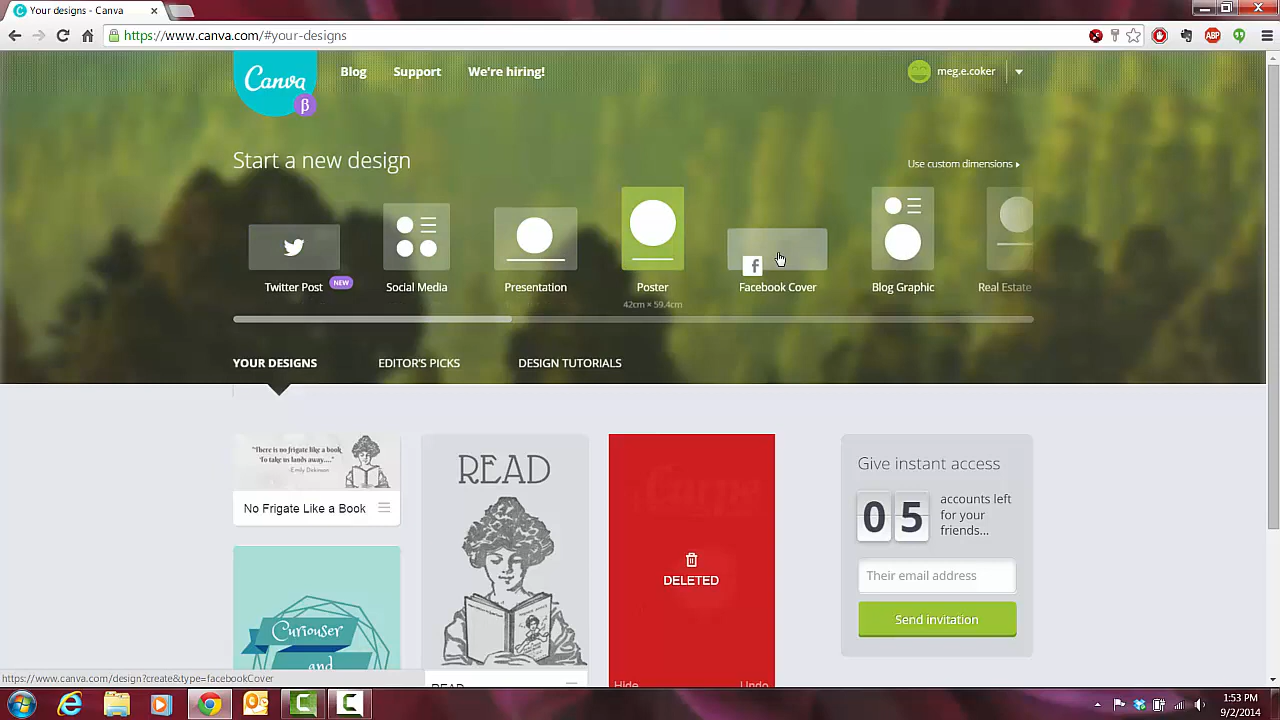 Your designs - Canva
https://www.canva.com/#your-designs
Canva
β
Blog
Support
We're hiring!
meg.e.coker
Start a new design
Use custom dimensions
Twitter Post
NEW
Social Media
Presentation
Poster
42cm × 59.4cm
Facebook Cover
Blog Graphic
Real Estate
YOUR DESIGNS
EDITOR'S PICKS
DESIGN TUTORIALS
"There is no frigate like a book
To take us lands away...."
- Emily Dickinson
No Frigate Like a Book
Curiouser
and
READ
READ
DELETED
Hide
Undo
Give instant access
05
accounts left
for your
friends...
Their email address
Send invitation
https://www.canva.com/design?create&type=facebookCover
1:53 PM
9/2/2014